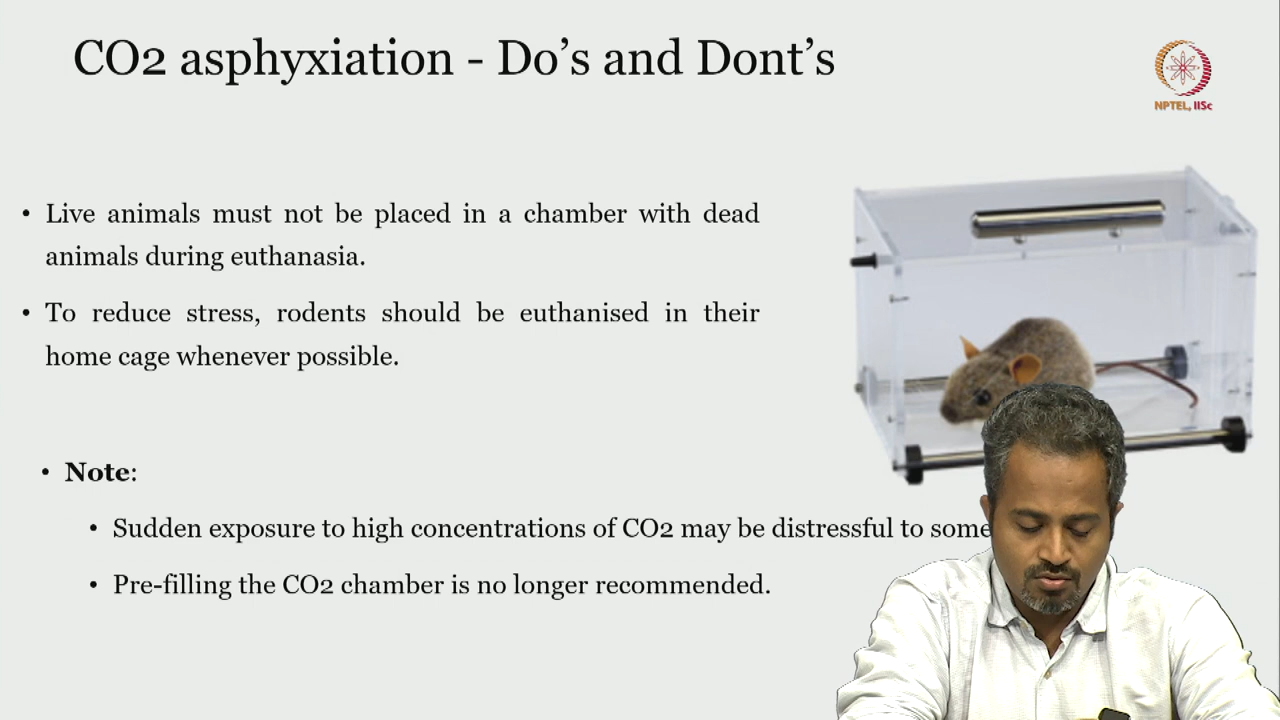 CO2 asphyxiation - Do's and Dont's
NPTEL, IISc
• Live animals must not be placed in a chamber with dead
animals during euthanasia.
• To reduce stress, rodents should be euthanised in their
home cage whenever possible.
• Note:
• Sudden exposure to high concentrations of CO2 may be distressful to some
• Pre-filling the CO2 chamber is no longer recommended.